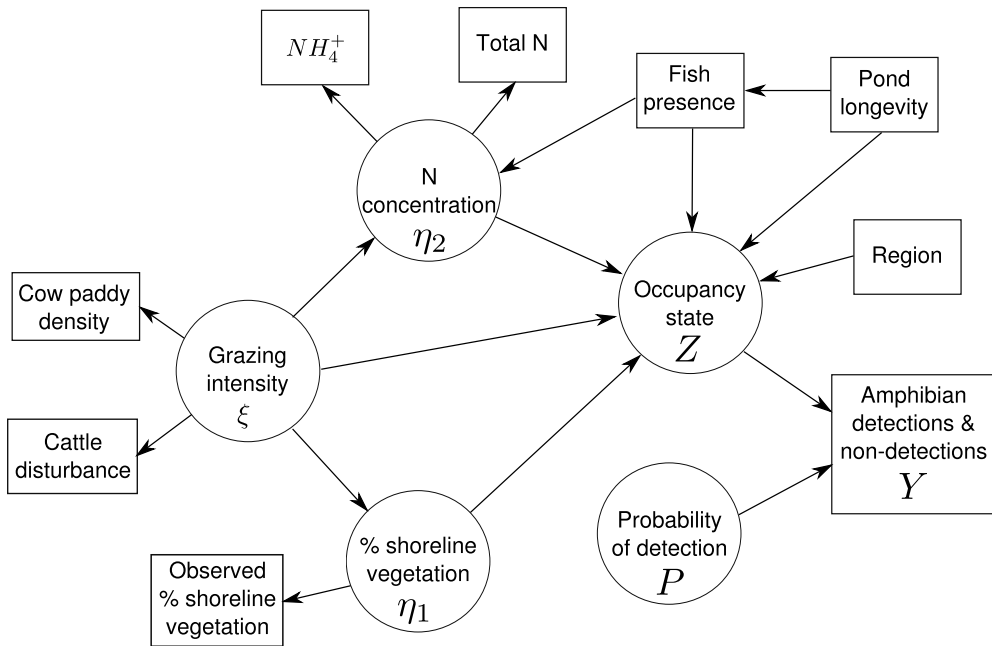 NH₄⁺
Total N
Fish
presence
Pond
longevity
N
concentration
η₂
Region
Cow paddy
density
Occupancy
state
Z
Grazing
intensity
ξ
Amphibian
detections &
non-detections
Y
Cattle
disturbance
Probability
of detection
P
% shoreline
vegetation
η₁
Observed
% shoreline
vegetation